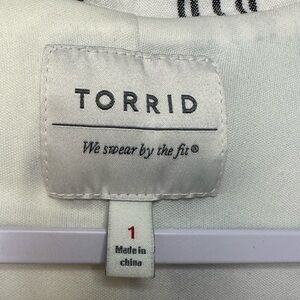 TORRID
We swear by the fit®
1
Made in
china